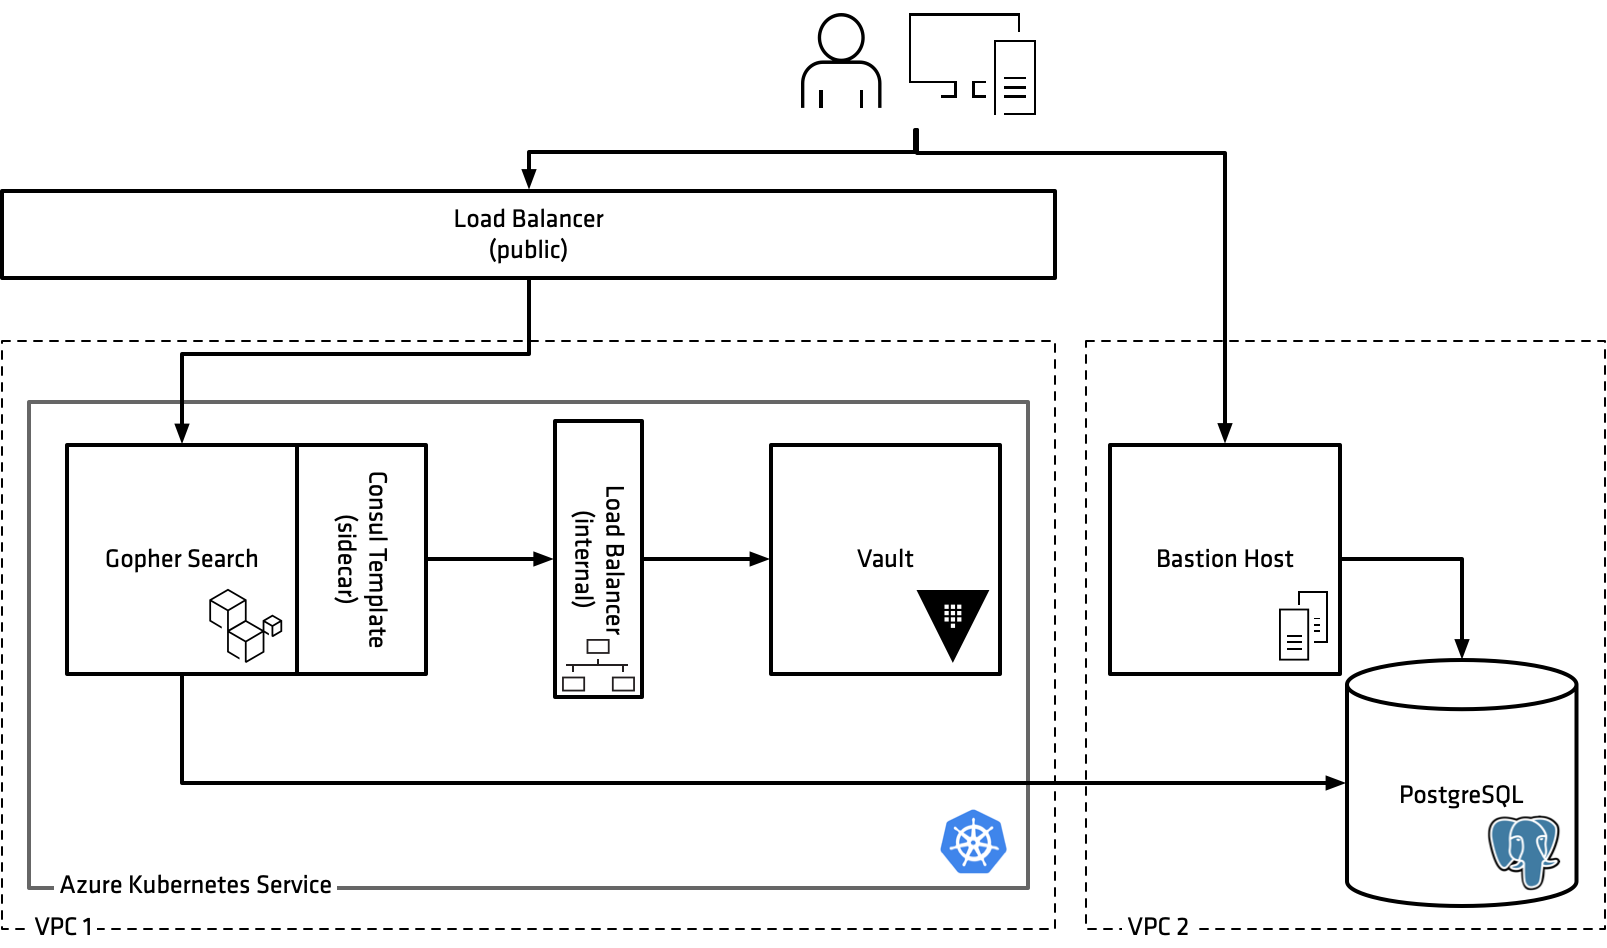 Load Balancer
(public)
Gopher Search
Consul Template
(sidecar)
Load Balancer
(internal)
Vault
Bastion Host
PostgreSQL
Azure Kubernetes Service
VPC 1
VPC 2